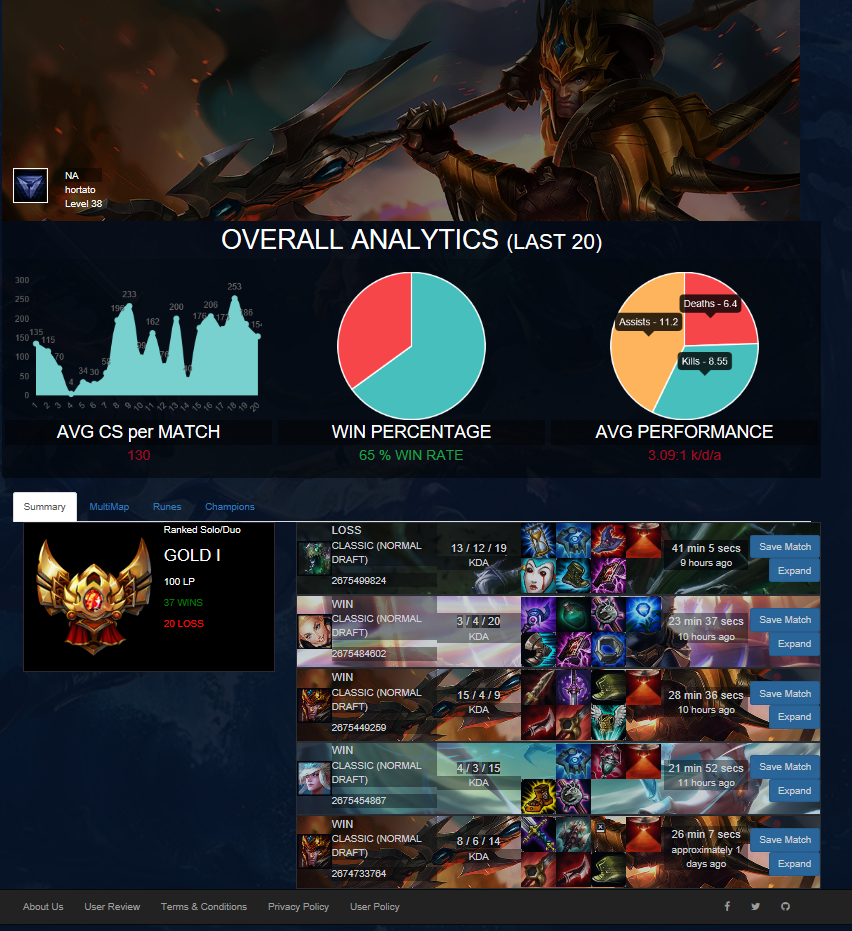 NA
hortato
Level 38
OVERALL ANALYTICS (LAST 20)
300
250
200
150
100
50
0
135
115
70
4
34
30
233
162
200
206
253
1
2
3
4
5
6
7
8
9
10
11
12
13
14
15
16
17
18
19
20
Deaths - 6.4
Assists - 11.2
Kills - 8.55
AVG CS per MATCH
WIN PERCENTAGE
AVG PERFORMANCE
130
65 % WIN RATE
3.09:1 k/d/a
Summary
MultiMap
Runes
Champions
Ranked Solo/Duo
GOLD I
100 LP
37 WINS
20 LOSS
LOSS
CLASSIC (NORMAL
DRAFT)
2675499824
13 / 12 / 19
KDA
41 min 5 secs
9 hours ago
Save Match
Expand
WIN
CLASSIC (NORMAL
DRAFT)
2675484602
3 / 4 / 20
KDA
23 min 37 secs
10 hours ago
Save Match
Expand
WIN
CLASSIC (NORMAL
DRAFT)
2675449259
15 / 4 / 9
KDA
28 min 36 secs
10 hours ago
Save Match
Expand
WIN
CLASSIC (NORMAL
DRAFT)
2675454867
4 / 3 / 15
KDA
21 min 52 secs
11 hours ago
Save Match
Expand
WIN
CLASSIC (NORMAL
DRAFT)
2674733764
8 / 6 / 14
KDA
26 min 7 secs
approximately 1
days ago
Save Match
Expand
About Us
User Review
Terms & Conditions
Privacy Policy
User Policy